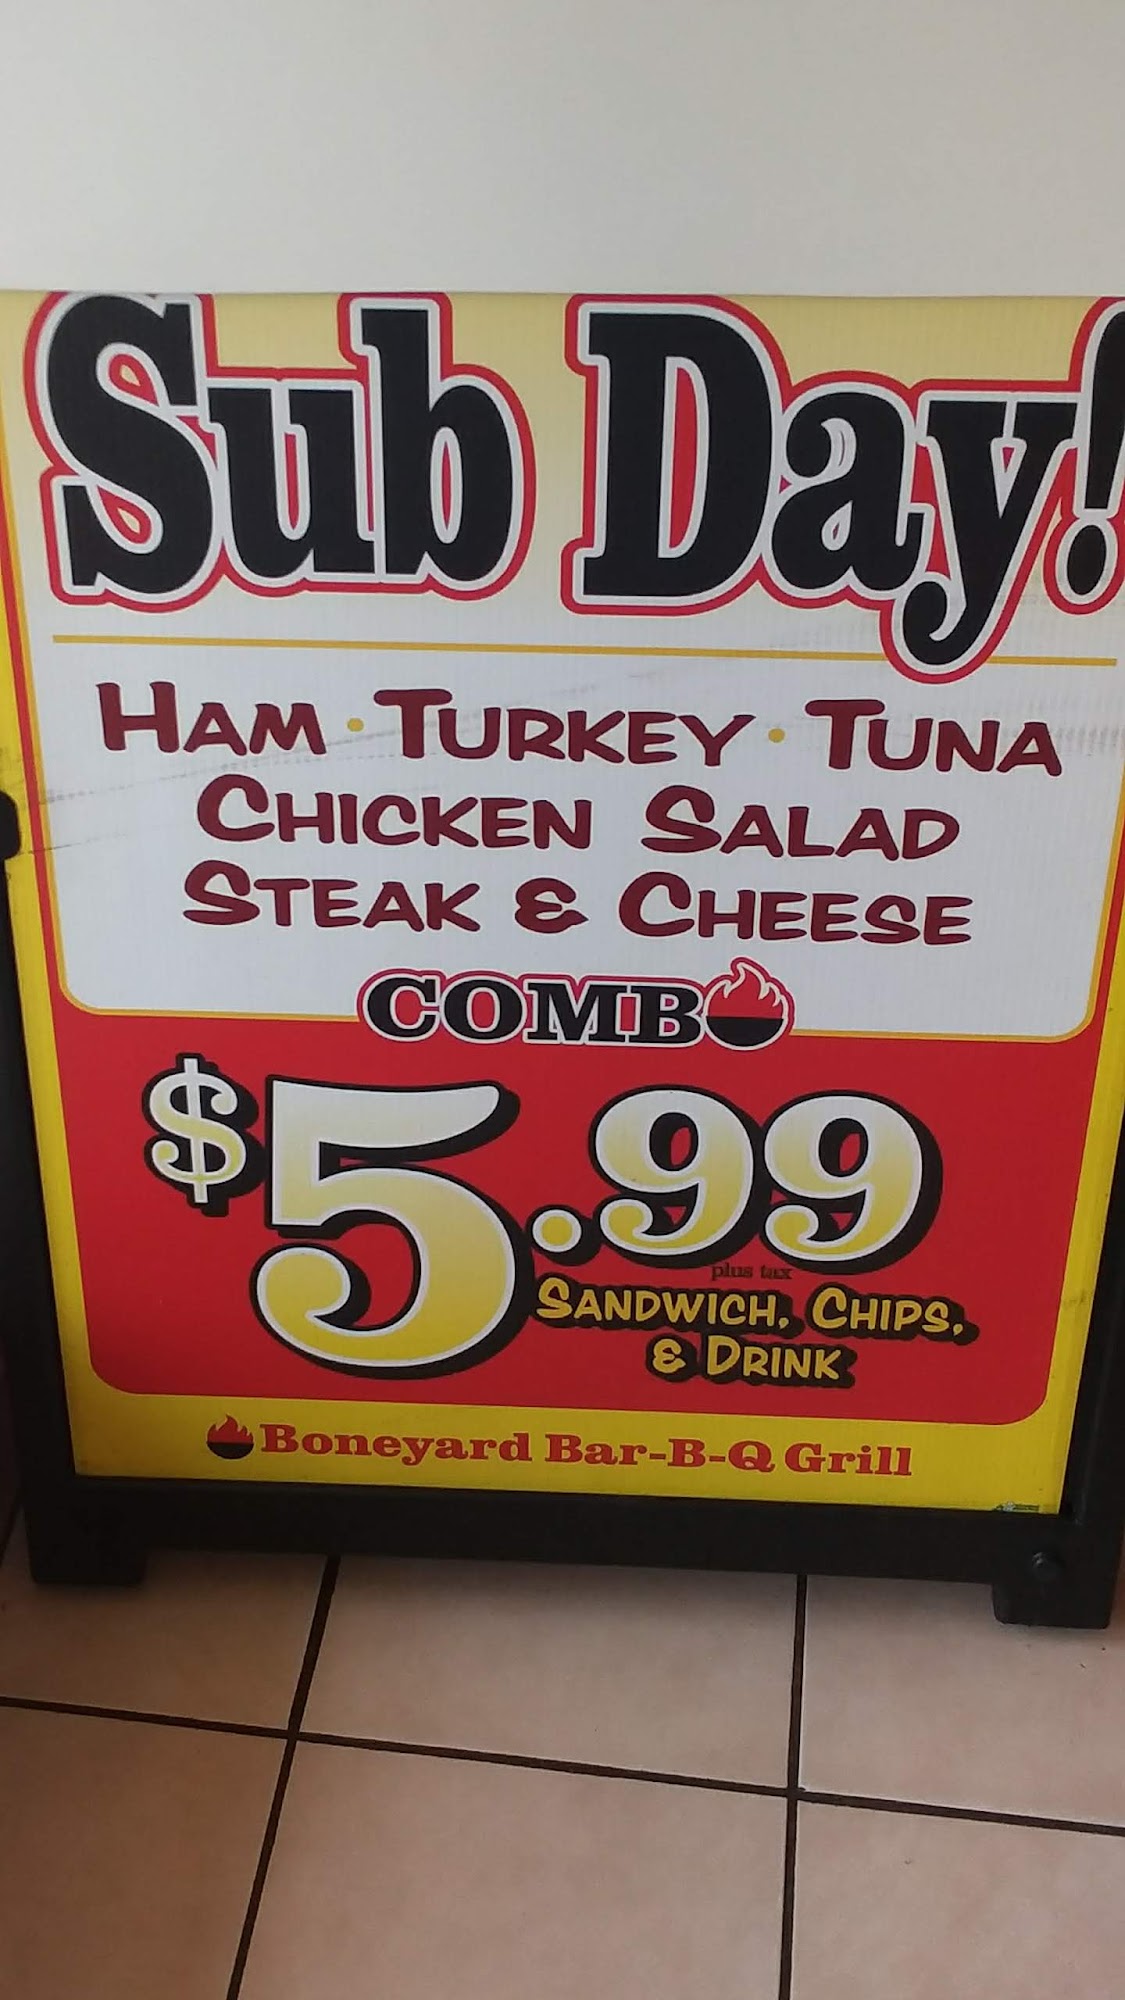 Sub Day!
HAM • TURKEY • TUNA
CHICKEN SALAD
STEAK & CHEESE
COMBO
$5.99
plus tax
SANDWICH, CHIPS,
& DRINK
Boneyard Bar-B-Q Grill